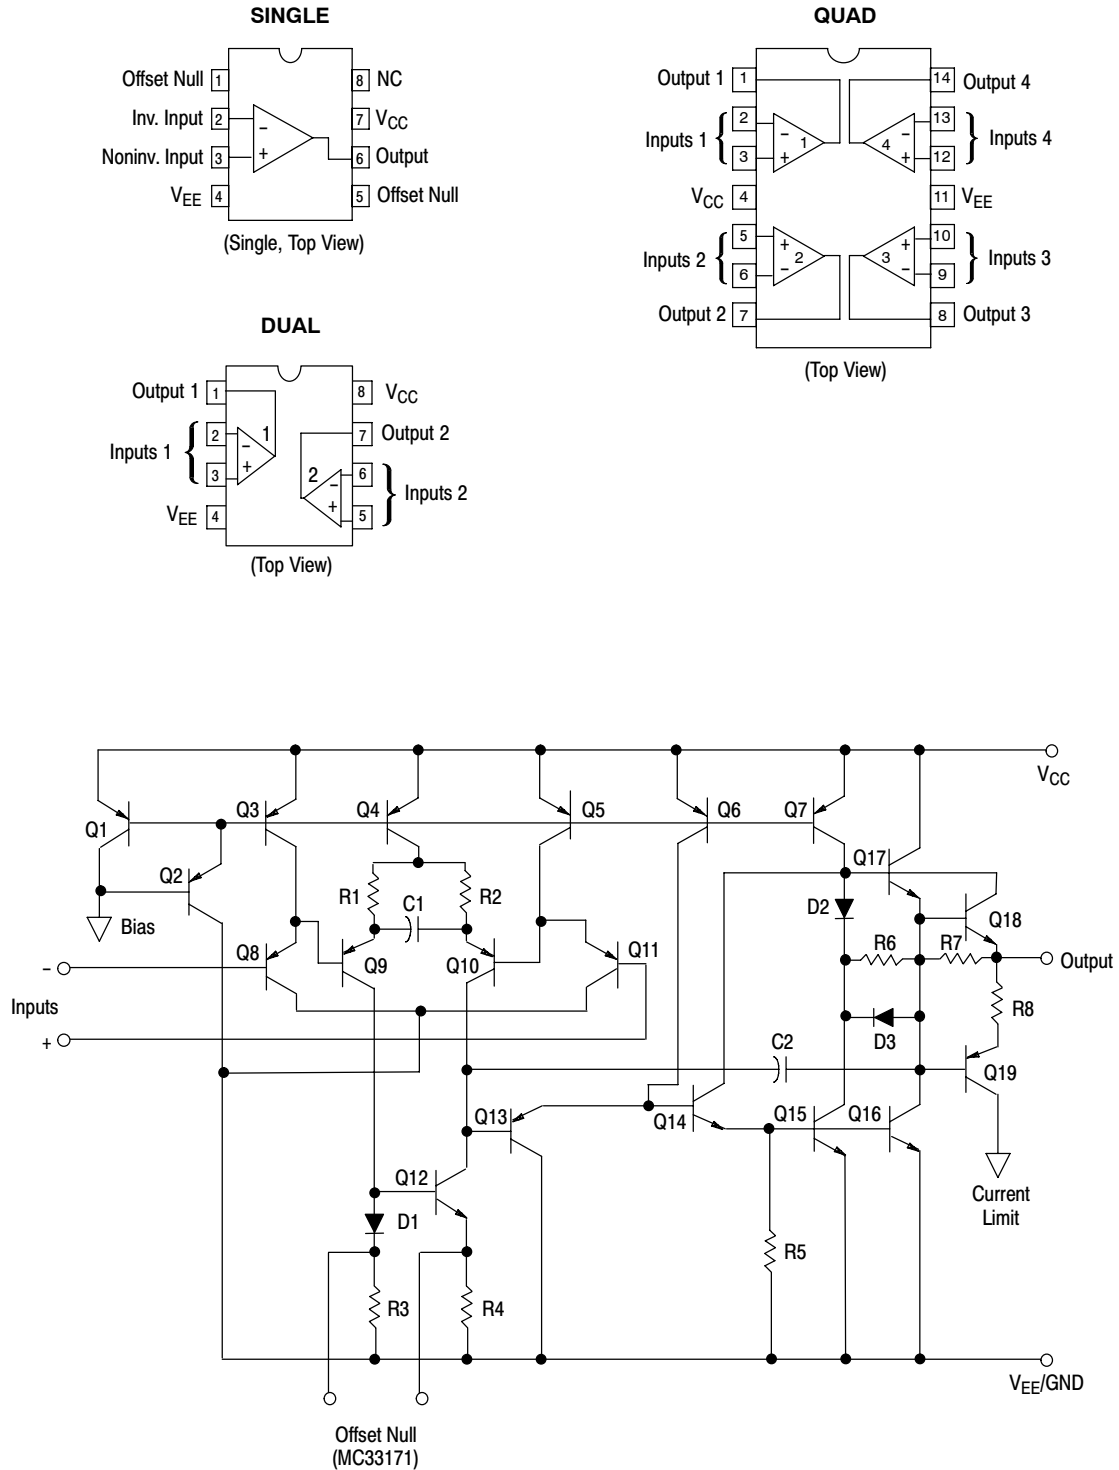 SINGLE
Offset Null 1 8 NC
Inv. Input 2 − 7 VCC
Noninv. Input 3 + 6 Output
VEE 4 5 Offset Null
(Single, Top View)
DUAL
Output 1 1 8 VCC
2 − 1 7 Output 2
Inputs 1
3 + 2 − 6
Inputs 2
VEE 4 + 5
(Top View)
QUAD
Output 1 1 14 Output 4
2 − − 13
Inputs 1 1 4 Inputs 4
3 + + 12
VCC 4 11 VEE
5 + + 10
Inputs 2 2 3 Inputs 3
6 − − 9
Output 2 7 8 Output 3
(Top View)
VCC
Q3 Q4 Q5 Q6 Q7
Q1
Q17
Q2
R1 C1 R2
D2
Bias
Q18
Q8 Q9 Q10 Q11
R6 R7
−
Output
Inputs
R8
+
C2 D3
Q19
Q13 Q14 Q15 Q16
Q12
Current
Limit
D1
R5
R3 R4
VEE/GND
Offset Null
(MC33171)